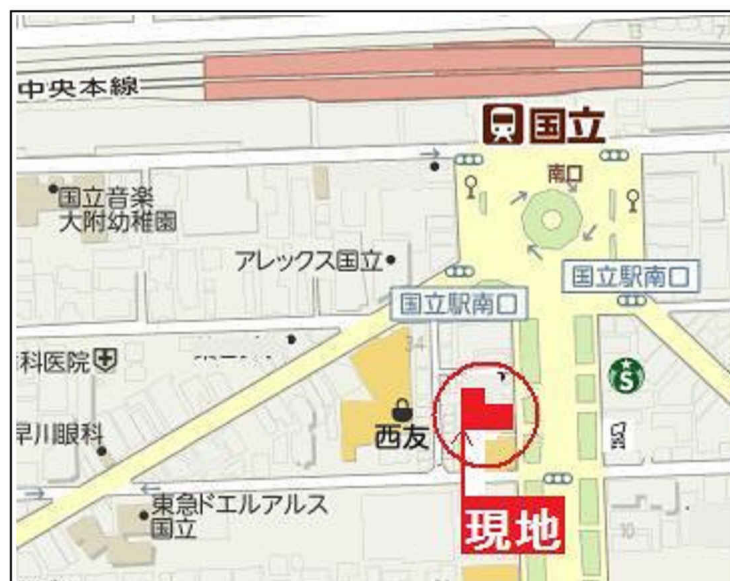 13
7
中央本線
国立
南口
国立音楽
大附幼稚園
アレックス国立
国立駅南口
国立駅南口
34
科医院
S
西友
早川眼科
東急ドエルアルス
国立
現地
10